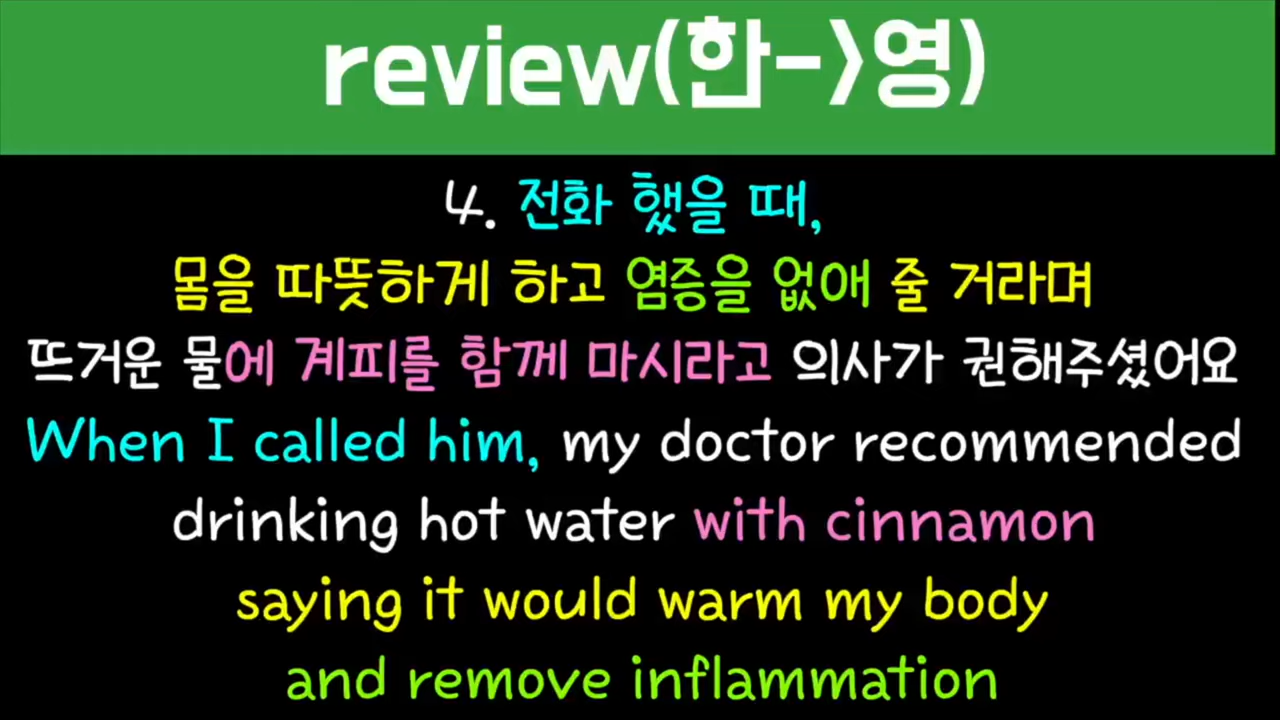 review(한->영)
4. 전화 했을 때,
몸을 따뜻하게 하고 염증을 없애 줄 거라며
뜨거운 물에 계피를 함께 마시라고 의사가 권해주셨어요
When I called him, my doctor recommended
drinking hot water with cinnamon
saying it would warm my body
and remove inflammation